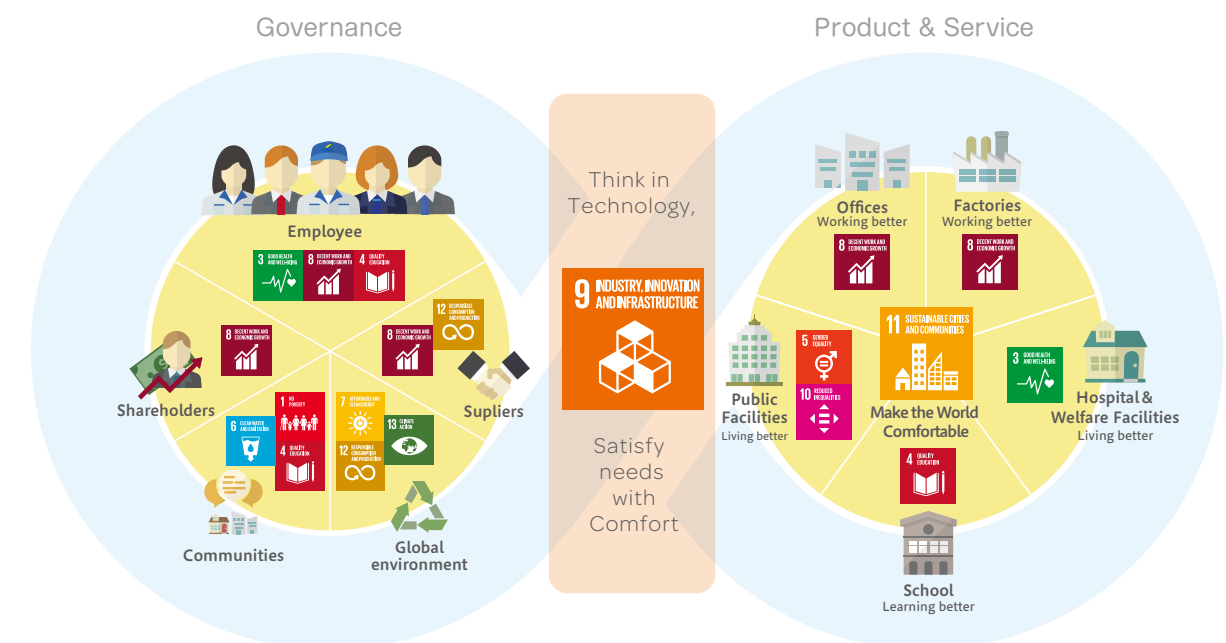 Governance
Product & Service
Employee
3 GOOD HEALTH
AND WELL-BEING
8 DECENT WORK AND
ECONOMIC GROWTH
4 QUALITY
EDUCATION
8 DECENT WORK AND
ECONOMIC GROWTH
Shareholders
12 RESPONSIBLE
CONSUMPTION
AND PRODUCTION
8 DECENT WORK AND
ECONOMIC GROWTH
Supliers
6 CLEAN WATER
AND SANITATION
1 NO
POVERTY
4 QUALITY
EDUCATION
Communities
7 AFFORDABLE AND
CLEAN ENERGY
13 CLIMATE
ACTION
12 RESPONSIBLE
CONSUMPTION
AND PRODUCTION
Global
environment
Think in
Technology,
9 INDUSTRY, INNOVATION
AND INFRASTRUCTURE
Satisfy
needs
with
Comfort
Offices
Working better
8 DECENT WORK AND
ECONOMIC GROWTH
Factories
Working better
8 DECENT WORK AND
ECONOMIC GROWTH
5 GENDER
EQUALITY
10 REDUCED
INEQUALITIES
Public
Facilities
Living better
11 SUSTAINABLE CITIES
AND COMMUNITIES
Make the World
Comfortable
3 GOOD HEALTH
AND WELL-BEING
Hospital &
Welfare Facilities
Living better
4 QUALITY
EDUCATION
School
Learning better